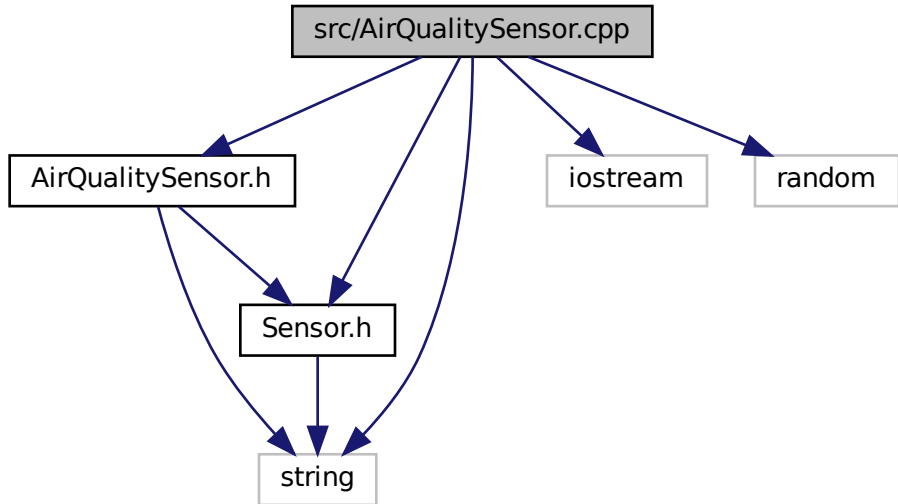 src/AirQualitySensor.cpp
AirQualitySensor.h
iostream
random
Sensor.h
string